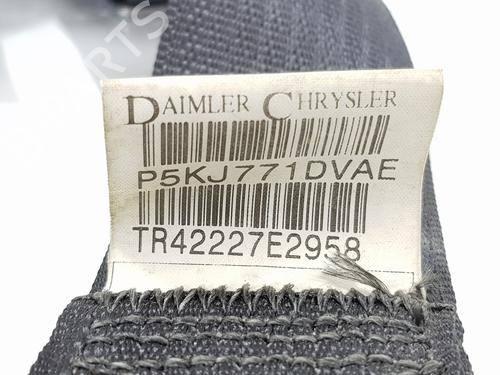 DAIMLER CHRYSLER
P5KJ771DVAE
TR42227E2958